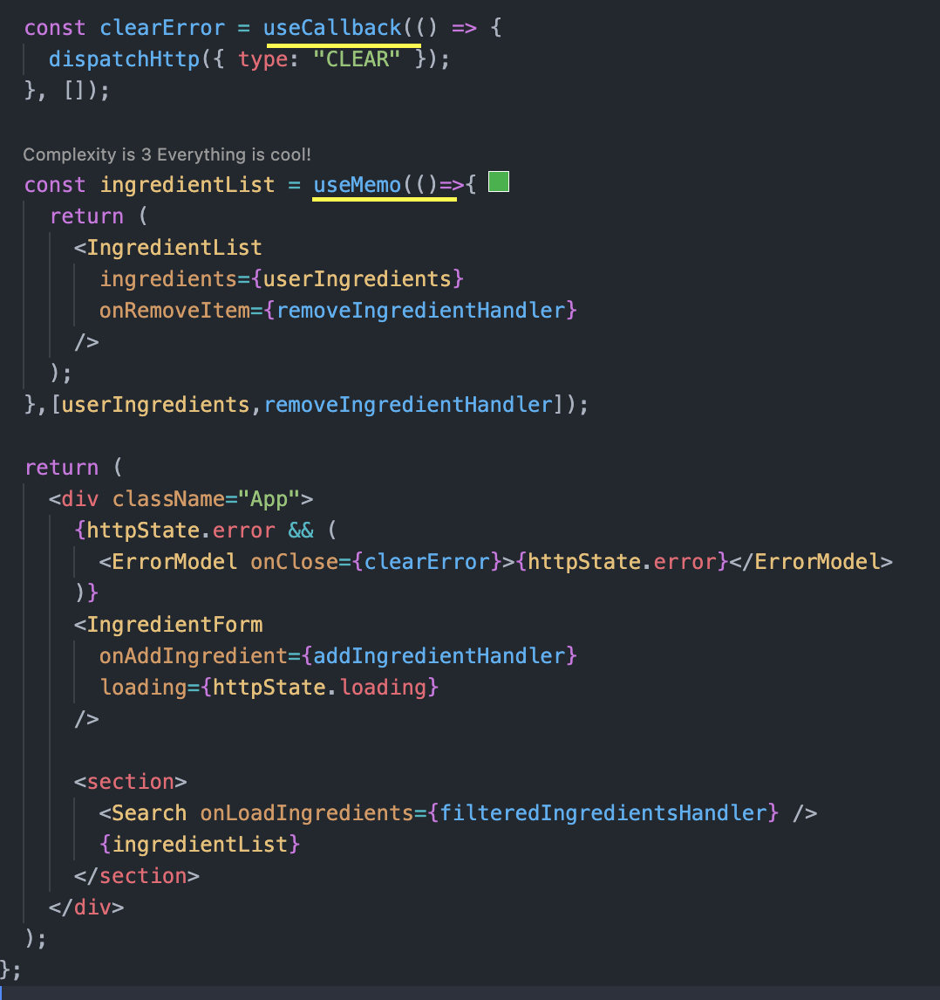 const clearError = useCallback(() => {
dispatchHttp({ type: "CLEAR" });
}, []);
Complexity is 3 Everything is cool!
const ingredientList = useMemo(()=>{
return (
<IngredientList
ingredients={userIngredients}
onRemoveItem={removeIngredientHandler}
/>
);
},[userIngredients,removeIngredientHandler]);
return (
<div className="App">
{httpState.error && (
<ErrorModel onClose={clearError}>{httpState.error}</ErrorModel>
)}
<IngredientForm
onAddIngredient={addIngredientHandler}
loading={httpState.loading}
/>
<section>
<Search onLoadIngredients={filteredIngredientsHandler} />
{ingredientList}
</section>
</div>
);
};